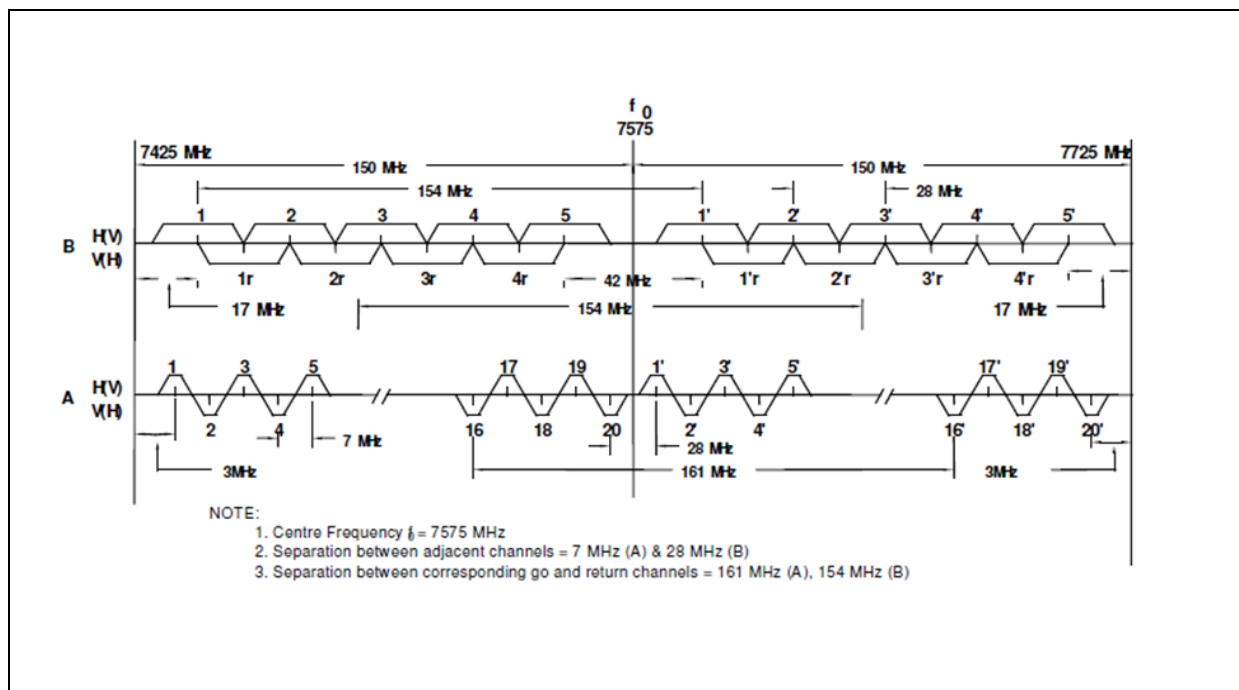 f 0
7575
7425 MHz
7725 MHz
150 MHz
150 MHz
154 MHz
28 MHz
1 2 3 4 5 1' 2' 3' 4' 5'
B H(V)
V(H)
1r 2r 3r 4r 42 MHz 1'r 2'r 3'r 4'r
17 MHz 154 MHz 17 MHz
1 3 5 17 19 1' 3' 5' 17' 19'
A H(V)
V(H)
2 4 7 MHz 16 18 20 2' 4' 28 MHz 16' 18' 20'
3MHz 161 MHz 3MHz
NOTE:
1. Centre Frequency f0 = 7575 MHz
2. Separation between adjacent channels = 7 MHz (A) & 28 MHz (B)
3. Separation between corresponding go and return channels = 161 MHz (A), 154 MHz (B)